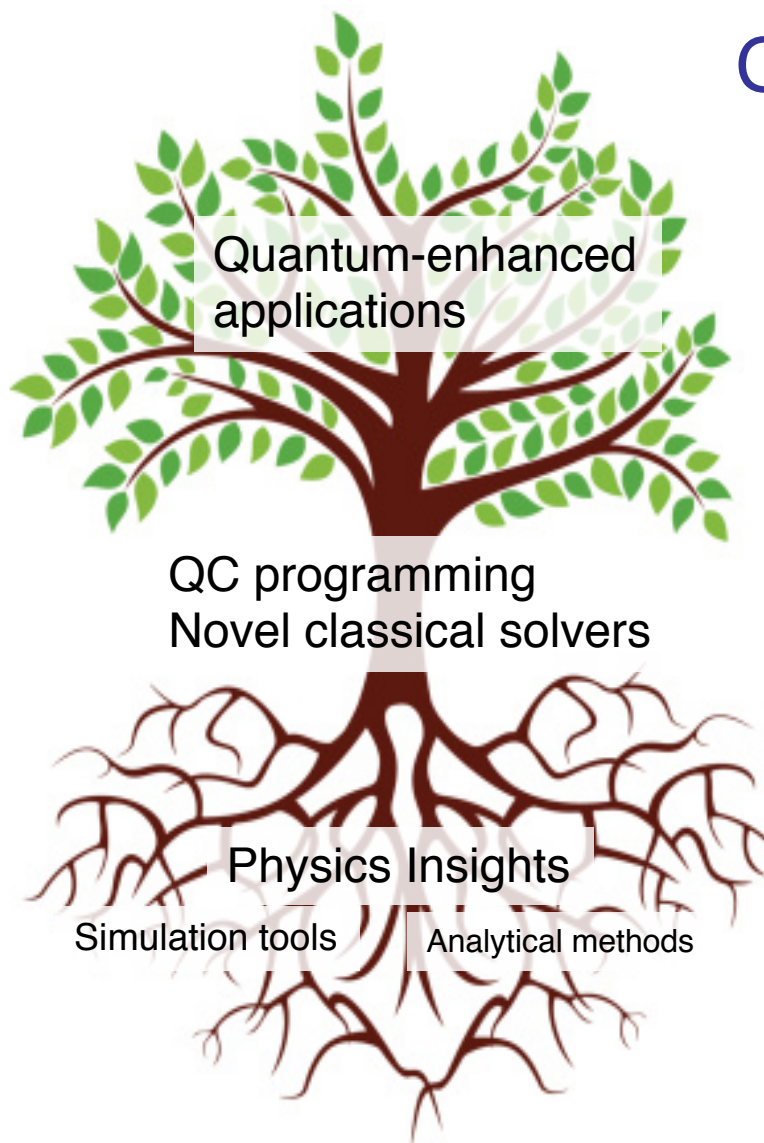 Quantum-enhanced
applications
QC programming
Novel classical solvers
Physics Insights
Simulation tools
Analytical methods